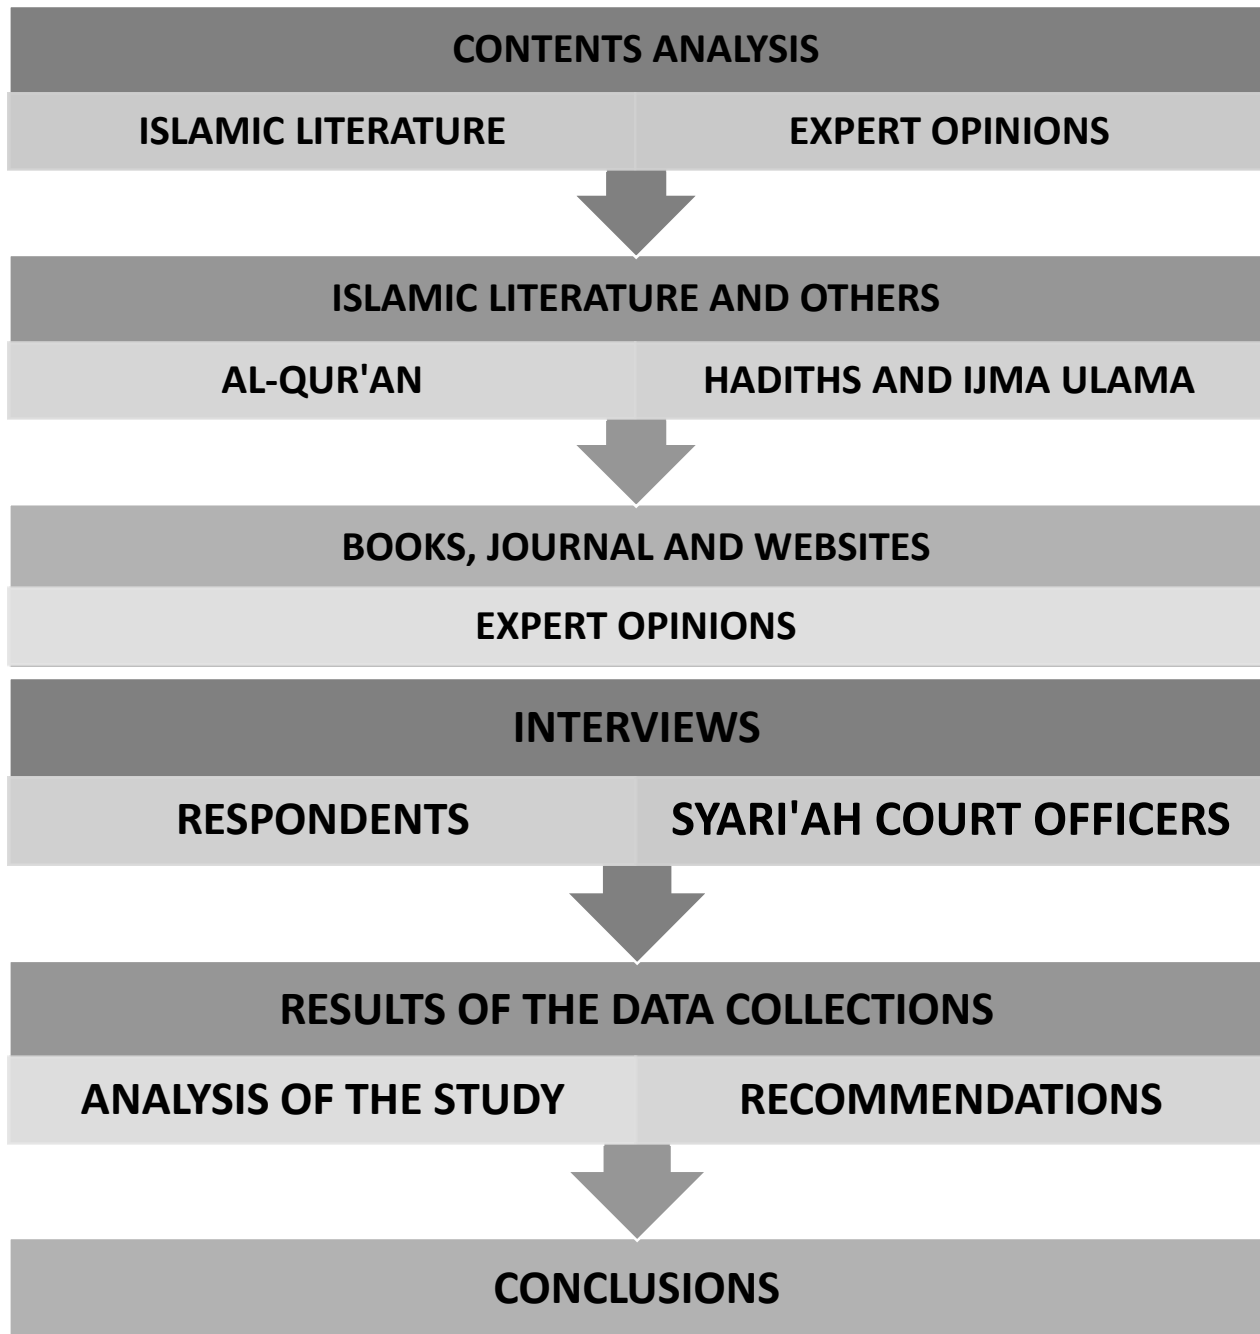 CONTENTS ANALYSIS
ISLAMIC LITERATURE
EXPERT OPINIONS
ISLAMIC LITERATURE AND OTHERS
AL-QUR'AN
HADITHS AND IJMA ULAMA
BOOKS, JOURNAL AND WEBSITES
EXPERT OPINIONS
INTERVIEWS
RESPONDENTS
SYARI'AH COURT OFFICERS
RESULTS OF THE DATA COLLECTIONS
ANALYSIS OF THE STUDY
RECOMMENDATIONS
CONCLUSIONS